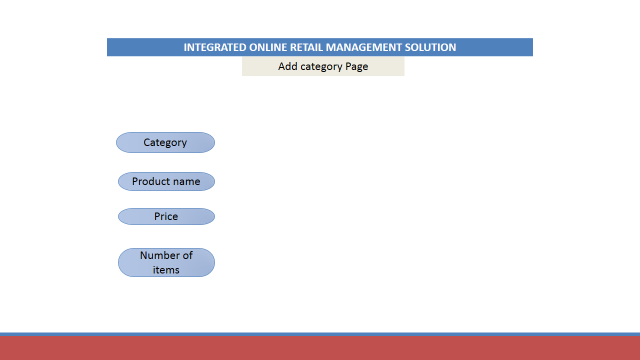 INTEGRATED ONLINE RETAIL MANAGEMENT SOLUTION
Add category Page
Category
Product name
Price
Number of
items